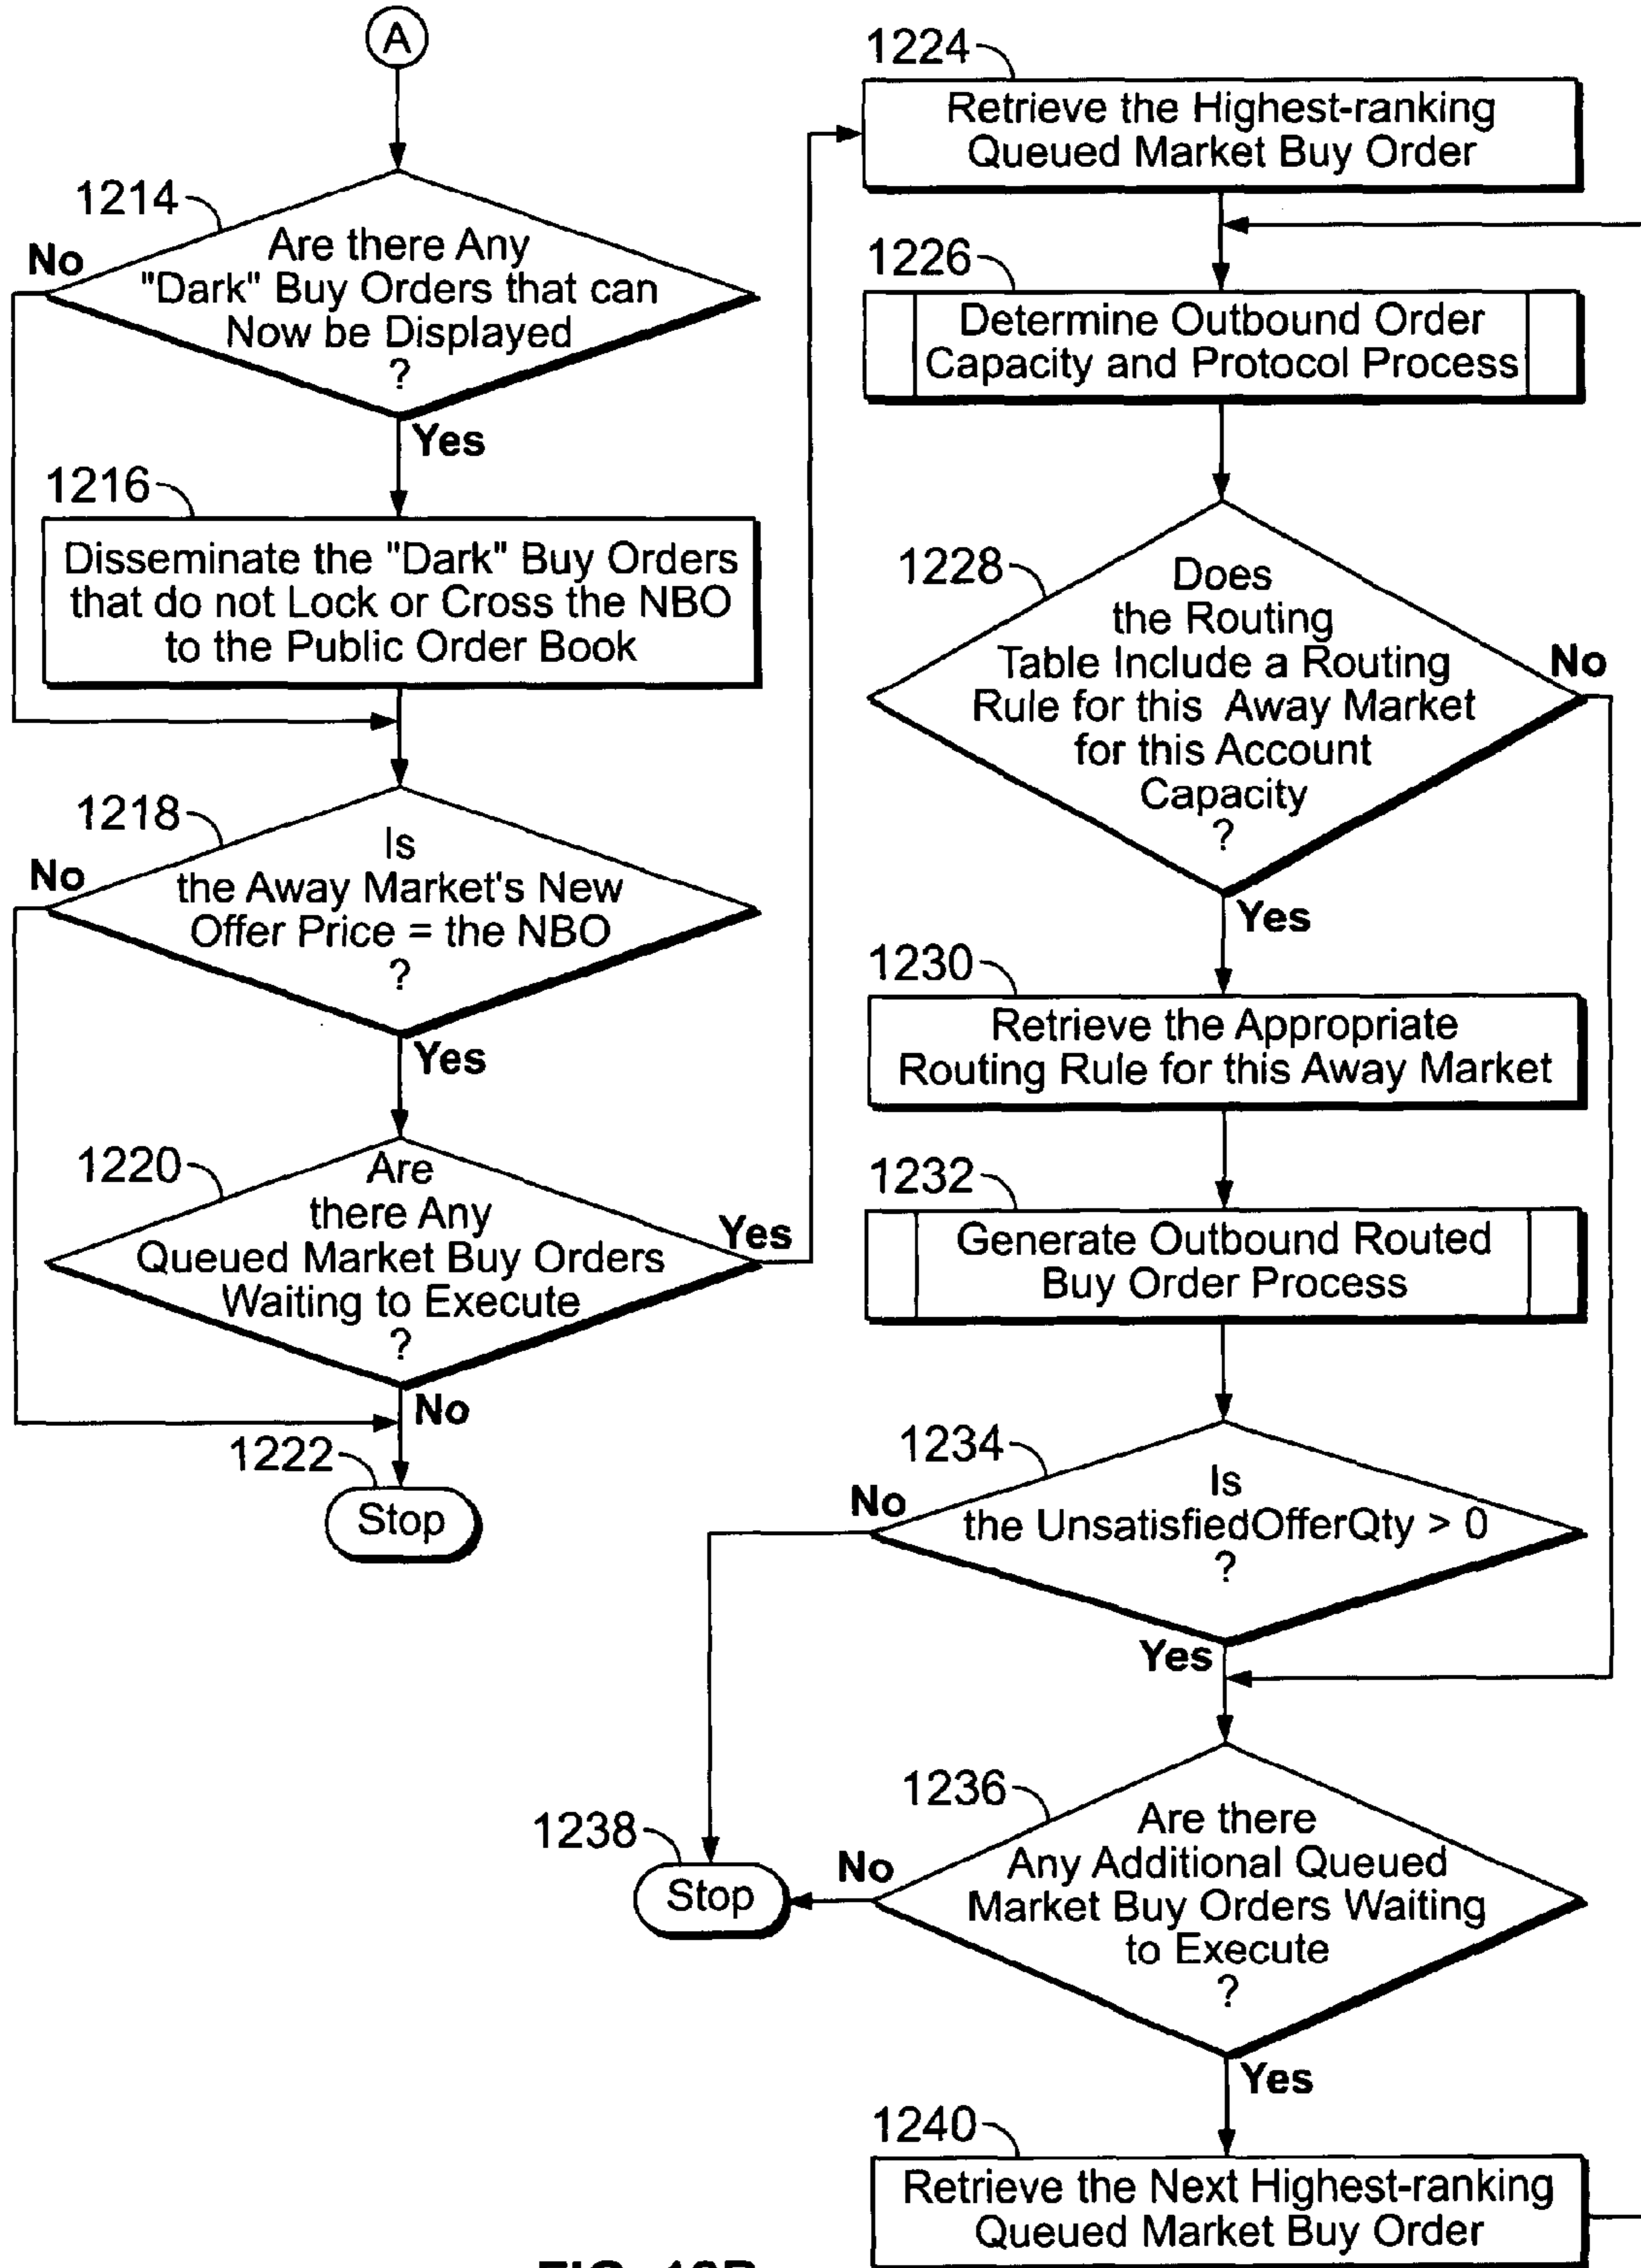 A
1214
No
Are there Any
"Dark" Buy Orders that can
Now be Displayed
?
Yes
1216
Disseminate the "Dark" Buy Orders
that do not Lock or Cross the NBO
to the Public Order Book
1218
No
Is
the Away Market's New
Offer Price = the NBO
?
Yes
1220
Are
there Any
Queued Market Buy Orders
Waiting to Execute
?
Yes
No
1222
Stop
1224
Retrieve the Highest-ranking
Queued Market Buy Order
1226
Determine Outbound Order
Capacity and Protocol Process
1228
Does
the Routing
Table Include a Routing
Rule for this Away Market
for this Account
Capacity
?
No
Yes
1230
Retrieve the Appropriate
Routing Rule for this Away Market
1232
Generate Outbound Routed
Buy Order Process
1234
No
Is
the UnsatisfiedOfferQty > 0
?
Yes
1236
Are there
Any Additional Queued
Market Buy Orders Waiting
to Execute
?
No
1238
Stop
Yes
1240
Retrieve the Next Highest-ranking
Queued Market Buy Order